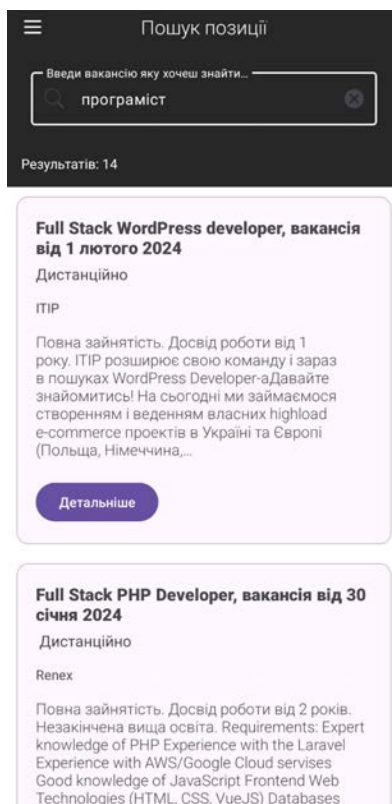 Пошук позиції
Введи вакансію яку хочеш знайти...
програміст
Результатів: 14
Full Stack WordPress developer, вакансія
від 1 лютого 2024
Дистанційно
ITIP
Повна зайнятість. Досвід роботи від 1
року. ITIP розширює свою команду і зараз
в пошуках WordPress Developer-аДавайте
знайомитись! На сьогодні ми займаємося
створенням і веденням власних highload
e-commerce проектів в Україні та Європі
(Польща, Німеччина,...
Детальніше
Full Stack PHP Developer, вакансія від 30
січня 2024
Дистанційно
Renex
Повна зайнятість. Досвід роботи від 2 років.
Незакінчена вища освіта. Requirements: Expert
knowledge of PHP Experience with the Laravel
Experience with AWS/Google Cloud servises
Good knowledge of JavaScript Frontend Web
Technologies (HTML, CSS, VueJS) Databases